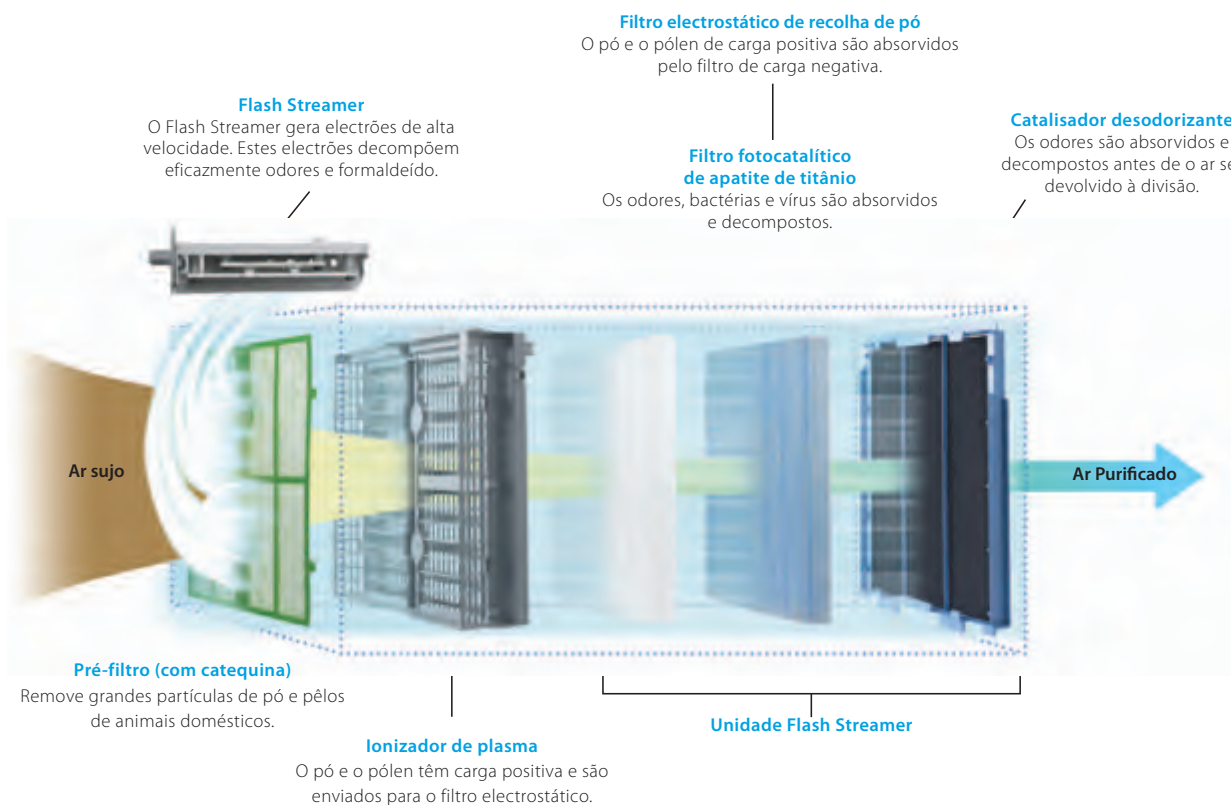 Filtro electrostático de recolha de pó
O pó e o pólen de carga positiva são absorvidos
pelo filtro de carga negativa.
Flash Streamer
O Flash Streamer gera electrões de alta
velocidade. Estes electrões decompõem
eficazmente odores e formaldeído.
Filtro fotocatalítico
de apatite de titânio
Os odores, bactérias e vírus são absorvidos
e decompostos.
Catalisador desodorizante
Os odores são absorvidos e
decompostos antes de o ar se
devolvido à divisão.
Ar sujo
Ar Purificado
Pré-filtro (com catequina)
Remove grandes partículas de pó e pêlos
de animais domésticos.
Unidade Flash Streamer
Ionizador de plasma
O pó e o pólen têm carga positiva e são
enviados para o filtro electrostático.